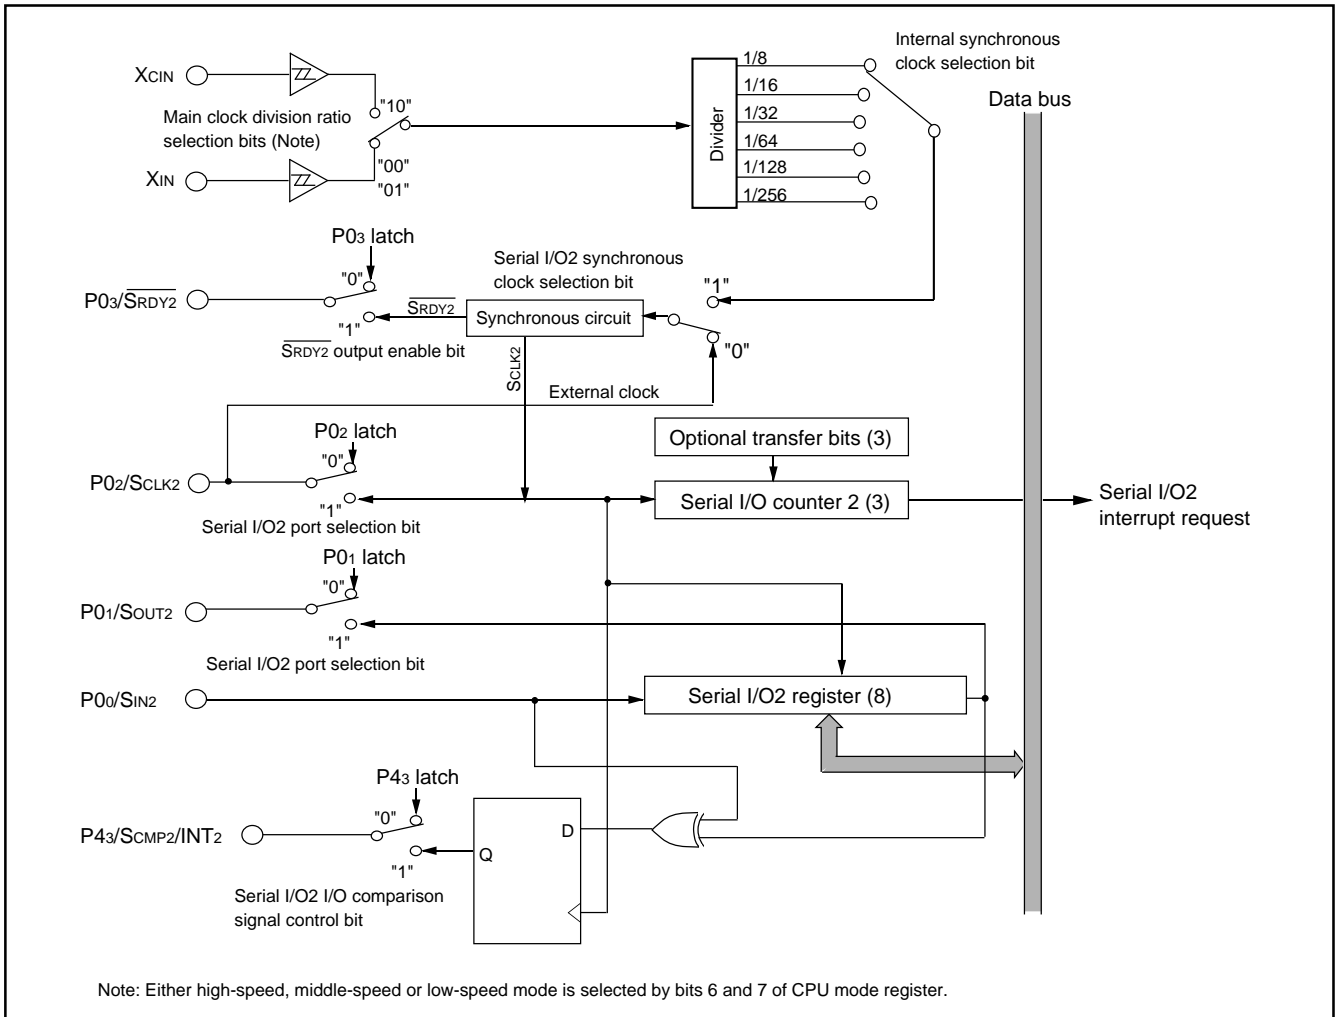 XCIN
Main clock division ratio
selection bits (Note)
"10"
"00"
"01"
XIN
Divider
1/8
1/16
1/32
1/64
1/128
1/256
Internal synchronous
clock selection bit
Data bus
P03 latch
"0"
P03/SRDY2
"1"
SRDY2 output enable bit
SRDY2
Serial I/O2 synchronous
clock selection bit
Synchronous circuit
"1"
"0"
SCLK2
External clock
P02 latch
"0"
P02/SCLK2
"1"
Serial I/O2 port selection bit
Optional transfer bits (3)
Serial I/O counter 2 (3)
Serial I/O2
interrupt request
P01 latch
"0"
P01/SOUT2
"1"
Serial I/O2 port selection bit
P00/SIN2
Serial I/O2 register (8)
P43 latch
"0"
P43/SCMP2/INT2
"1"
Serial I/O2 I/O comparison
signal control bit
D
Q
Note: Either high-speed, middle-speed or low-speed mode is selected by bits 6 and 7 of CPU mode register.